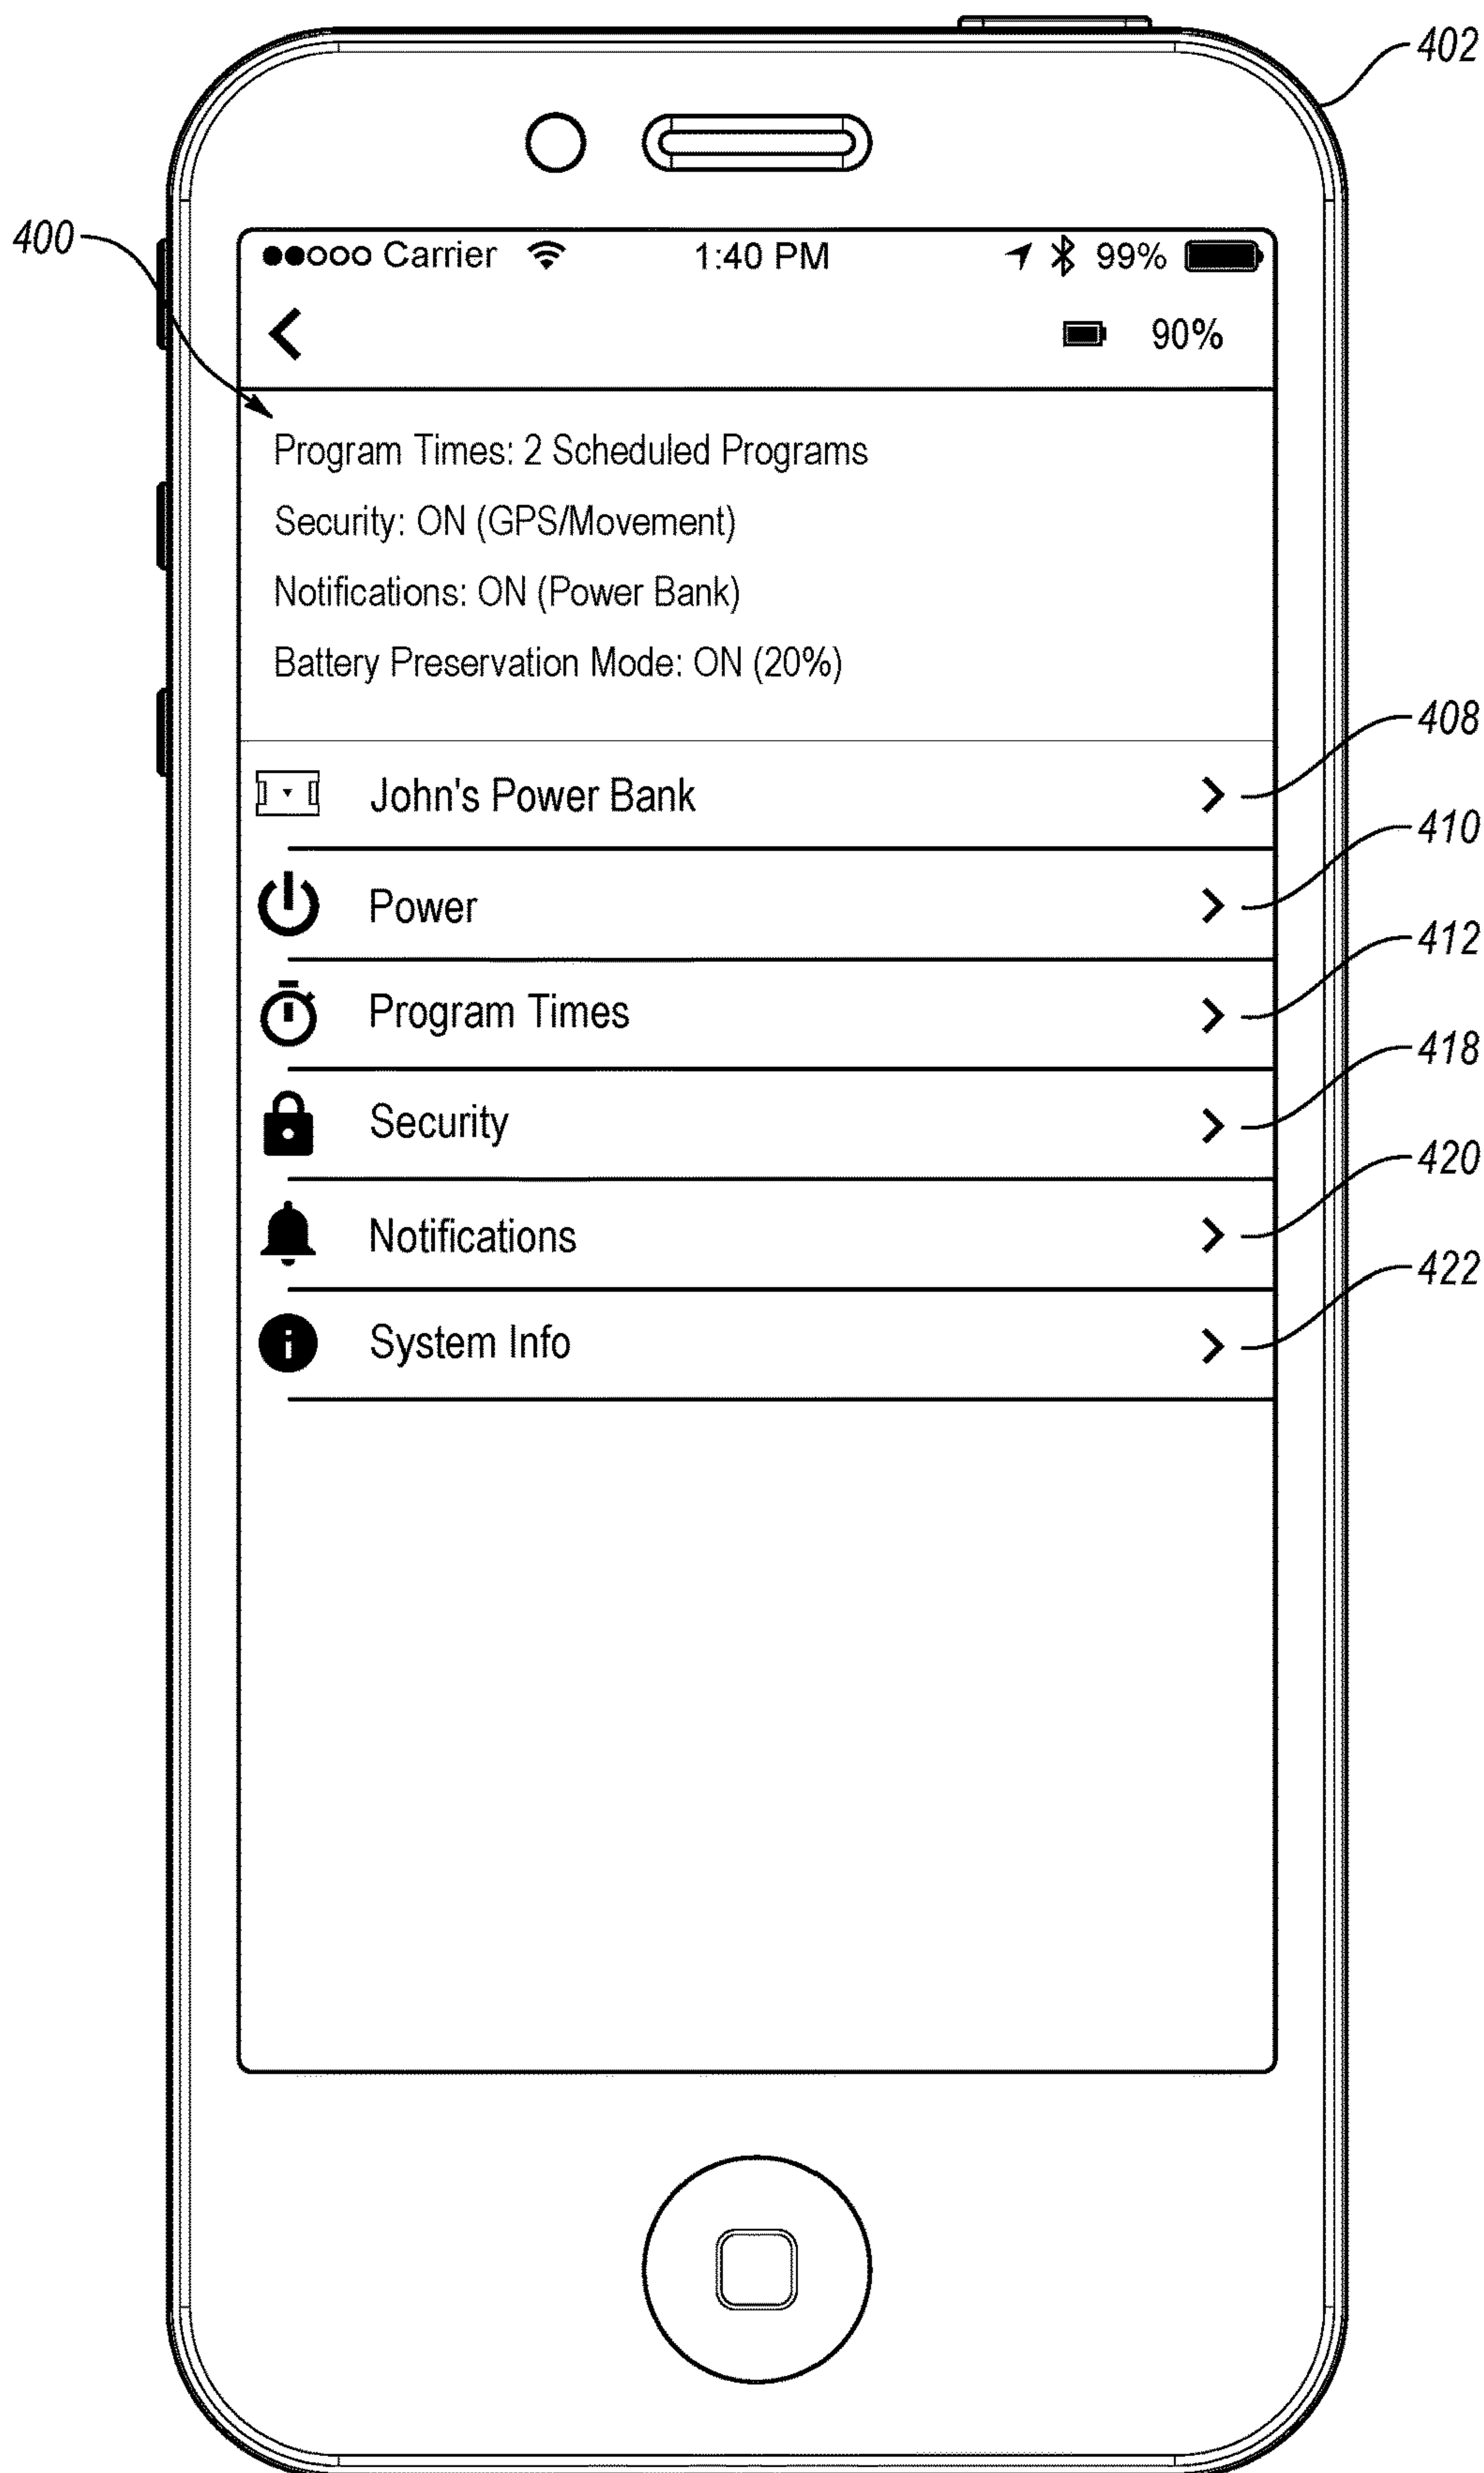 402
400
Carrier 1:40 PM 99%
90%
Program Times: 2 Scheduled Programs
Security: ON (GPS/Movement)
Notifications: ON (Power Bank)
Battery Preservation Mode: ON (20%)
John's Power Bank 408
Power 410
Program Times 412
Security 418
Notifications 420
System Info 422